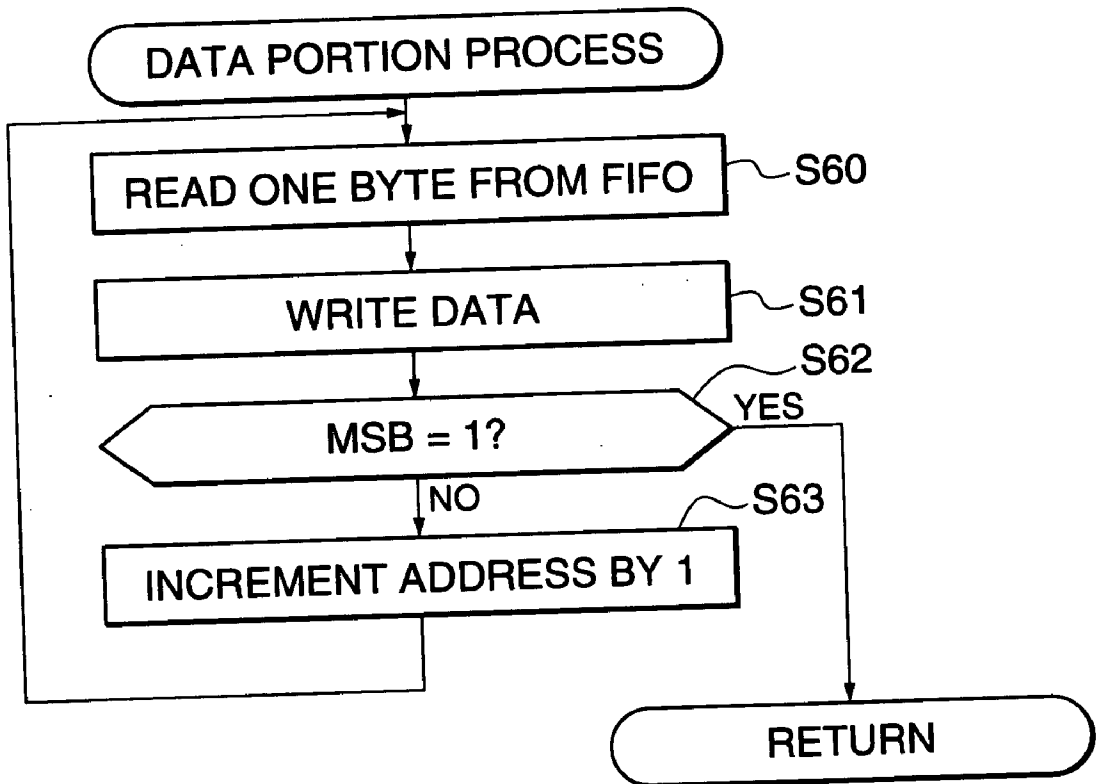 DATA PORTION PROCESS
READ ONE BYTE FROM FIFO
S60
WRITE DATA
S61
S62
MSB = 1?
YES
NO
S63
INCREMENT ADDRESS BY 1
RETURN